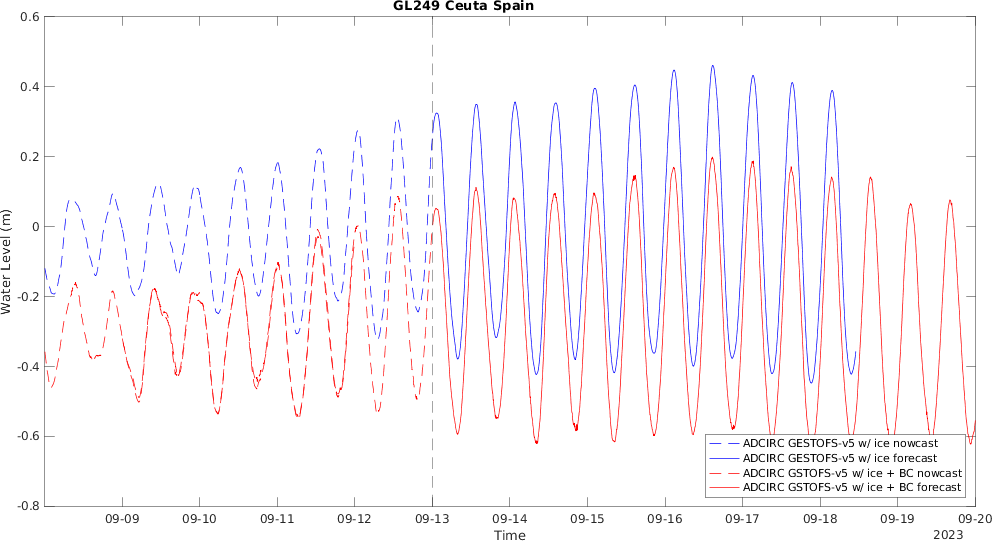 GL249 Ceuta Spain
0.6
0.4
0.2
0
-0.2
-0.4
-0.6
-0.8
Water Level (m)
ADCIRC GESTOFS-v5 w/ ice nowcast
ADCIRC GESTOFS-v5 w/ ice forecast
ADCIRC GSTOFS-v5 w/ ice + BC nowcast
ADCIRC GSTOFS-v5 w/ ice + BC forecast
09-09 09-10 09-11 09-12 09-13 09-14 09-15 09-16 09-17 09-18 09-19 09-20
Time
2023